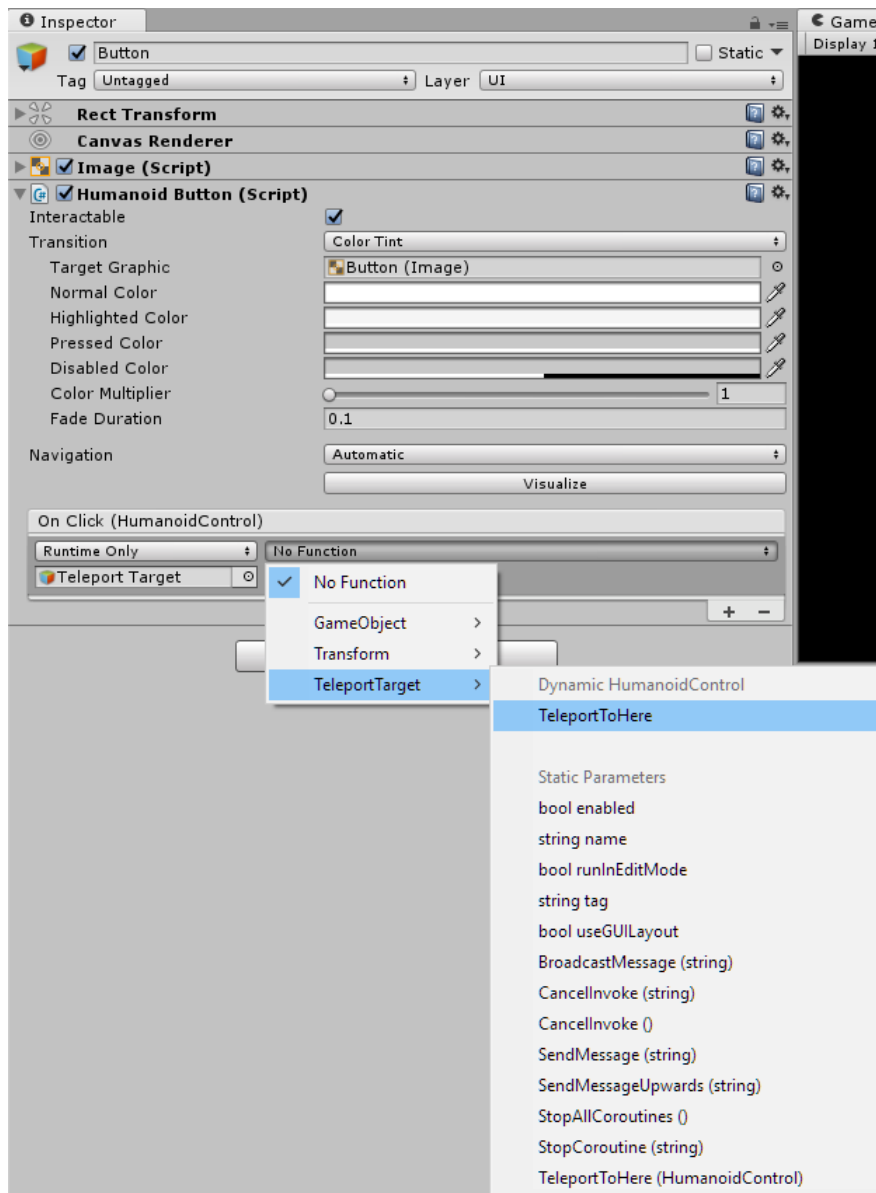 Inspector
Game
Button
Static
Display 1
Tag Untagged Layer UI
Rect Transform
Canvas Renderer
Image (Script)
Humanoid Button (Script)
Interactable
Transition Color Tint
Target Graphic Button (Image)
Normal Color
Highlighted Color
Pressed Color
Disabled Color
Color Multiplier 1
Fade Duration 0.1
Navigation Automatic
Visualize
On Click (HumanoidControl)
Runtime Only No Function
Teleport Target
No Function
GameObject
Transform
TeleportTarget
Dynamic HumanoidControl
TeleportToHere
Static Parameters
bool enabled
string name
bool runInEditMode
string tag
bool useGUILayout
BroadcastMessage (string)
CancelInvoke (string)
CancelInvoke ()
SendMessage (string)
SendMessageUpwards (string)
StopAllCoroutines ()
StopCoroutine (string)
TeleportToHere (HumanoidControl)